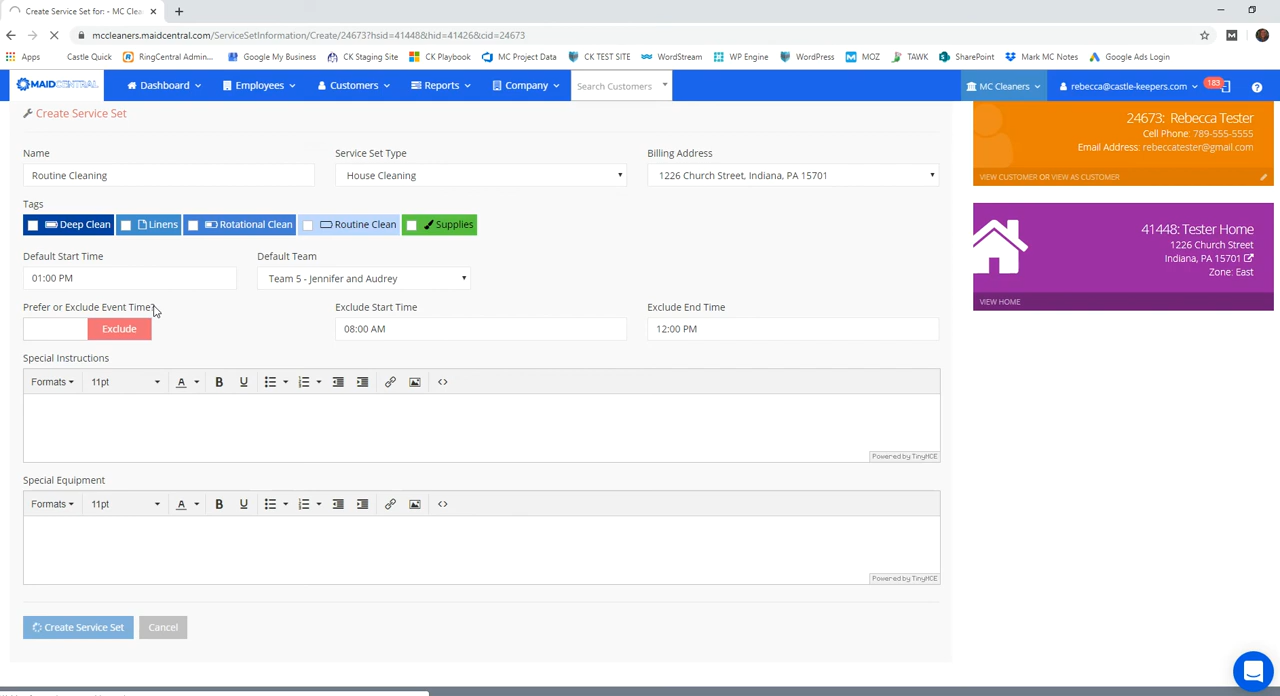 Create Service Set for: - MC Clea
mccleaners.maidcentral.com/ServiceSetInformation/Create/24673?hsid=41448&hid=41426&cid=24673
Apps Castle Quick RingCentral Admin... Google My Business CK Staging Site CK Playbook MC Project Data CK TEST SITE WordStream WP Engine WordPress MOZ TAWK SharePoint Mark MC Notes Google Ads Login
MAIDCENTRAL Dashboard Employees Customers Reports Company Search Customers MC Cleaners rebecca@castle-keepers.com 183
Create Service Set
Name Service Set Type Billing Address
Routine Cleaning House Cleaning 1226 Church Street, Indiana, PA 15701
Tags
Deep Clean Linens Rotational Clean Routine Clean Supplies
Default Start Time Default Team
01:00 PM Team 5 - Jennifer and Audrey
Prefer or Exclude Event Time? Exclude Start Time Exclude End Time
Exclude 08:00 AM 12:00 PM
Special Instructions
Formats 11pt A B U
Powered by TinyMCE
Special Equipment
Formats 11pt A B U
Powered by TinyMCE
Create Service Set Cancel
24673: Rebecca Tester
Cell Phone: 789-555-5555
Email Address: rebeccatester@gmail.com
VIEW CUSTOMER OR VIEW AS CUSTOMER
41448: Tester Home
1226 Church Street
Indiana, PA 15701
Zone: East
VIEW HOME